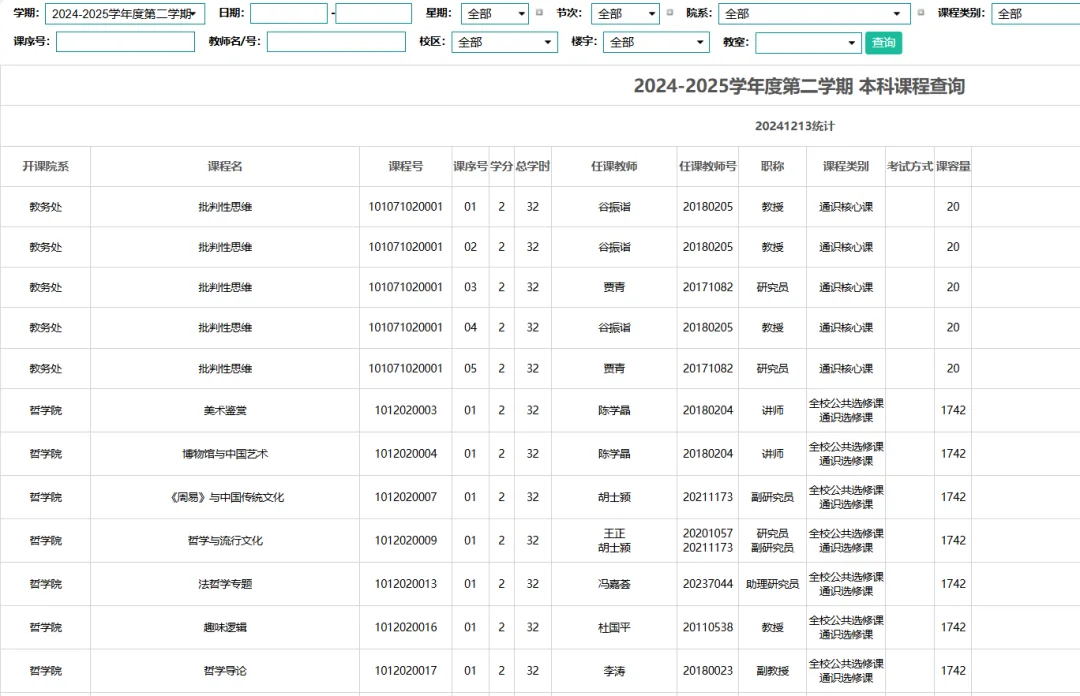 学期: 2024-2025学年度第二学期 日期: - 星期: 全部 节次: 全部 院系: 全部 课程类别: 全部
课序号: 教师名/号: 校区: 全部 楼宇: 全部 教室: 查询
2024-2025学年度第二学期 本科课程查询
20241213统计
开课院系 课程名 课程号 课序号 学分 总学时 任课教师 任课教师号 职称 课程类别 考试方式 课容量
教务处 批判性思维 101071020001 01 2 32 谷振诣 20180205 教授 通识核心课 20
教务处 批判性思维 101071020001 02 2 32 谷振诣 20180205 教授 通识核心课 20
教务处 批判性思维 101071020001 03 2 32 贾青 20171082 研究员 通识核心课 20
教务处 批判性思维 101071020001 04 2 32 谷振诣 20180205 教授 通识核心课 20
教务处 批判性思维 101071020001 05 2 32 贾青 20171082 研究员 通识核心课 20
哲学院 美术鉴赏 1012020003 01 2 32 陈学晶 20180204 讲师 全校公共选修课 1742
通识选修课
哲学院 博物馆与中国艺术 1012020004 01 2 32 陈学晶 20180204 讲师 全校公共选修课 1742
通识选修课
哲学院 《周易》与中国传统文化 1012020007 01 2 32 胡士颍 20211173 副研究员 全校公共选修课 1742
通识选修课
哲学院 哲学与流行文化 1012020009 01 2 32 王正 20201057 研究员 全校公共选修课 1742
胡士颍 20211173 副研究员 通识选修课
哲学院 法哲学专题 1012020013 01 2 32 冯嘉荟 20237044 助理研究员 全校公共选修课 1742
通识选修课
哲学院 趣味逻辑 1012020016 01 2 32 杜国平 20110538 教授 全校公共选修课 1742
通识选修课
哲学院 哲学导论 1012020017 01 2 32 李涛 20180023 副教授 全校公共选修课 1742
通识选修课